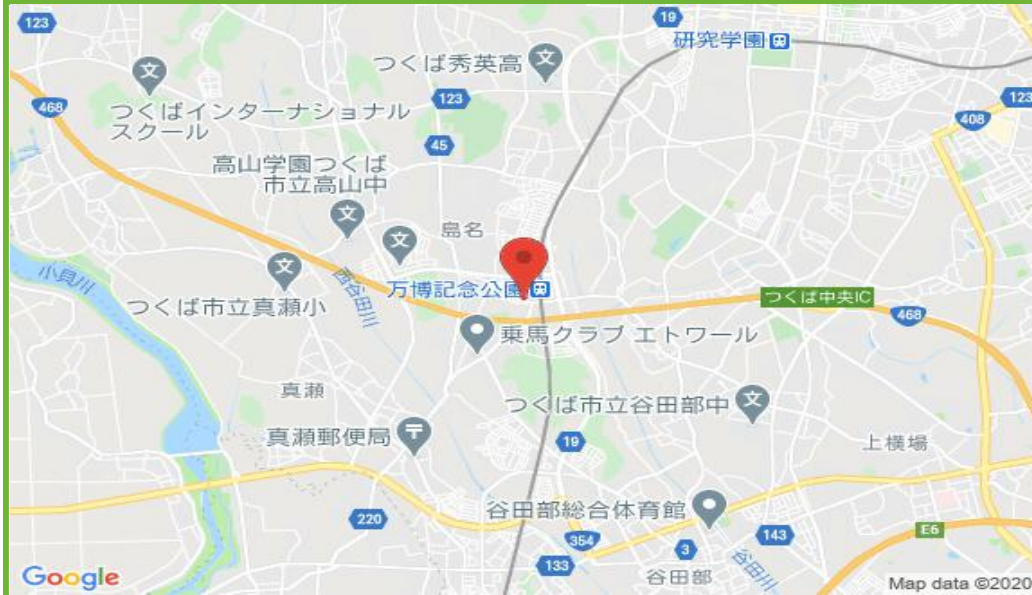 123
19
研究学園
つくば秀英高
468
つくばインターナショナル
スクール
123
123
408
45
高山学園つくば
市立高山中
島名
小貝川
西谷田川
万博記念公園
つくば中央IC
つくば市立真瀬小
468
乗馬クラブ エトワール
真瀬
つくば市立谷田部中
真瀬郵便局
19
上横場
谷田部総合体育館
220
E6
354
143
3
133
谷田部
谷田川
Google
Map data ©2020